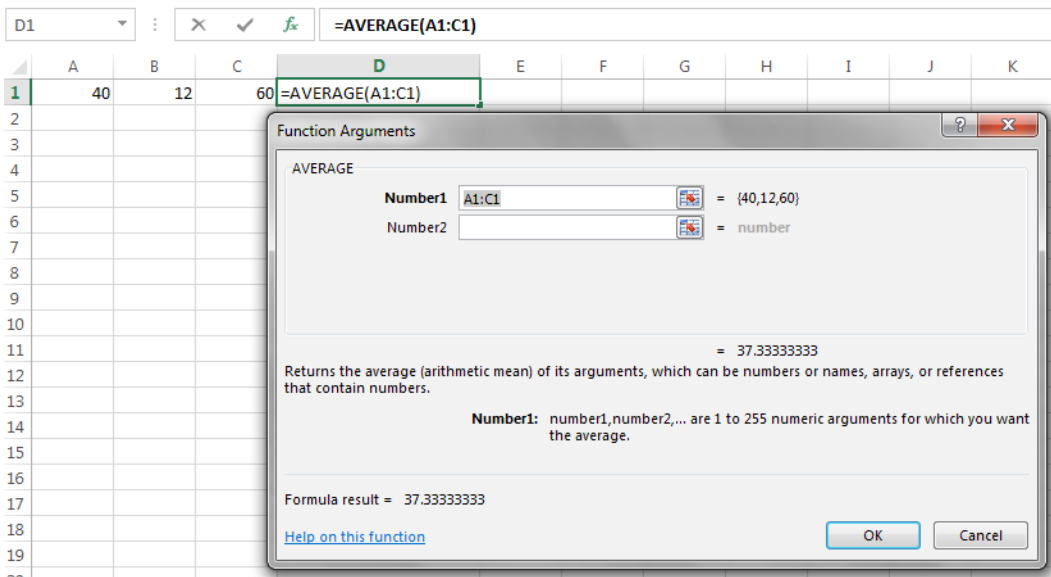 D1 =AVERAGE(A1:C1)
A B C D E F G H I J K
1 40 12 60 =AVERAGE(A1:C1)
2
Function Arguments
3
4
AVERAGE
5
Number1 A1:C1 = {40,12,60}
6
Number2 = number
7
8
9
10
11
= 37.33333333
12
Returns the average (arithmetic mean) of its arguments, which can be numbers or names, arrays, or references
that contain numbers.
13
14
Number1: number1,number2,... are 1 to 255 numeric arguments for which you want
the average.
15
16
17
Formula result = 37.33333333
18
Help on this function OK Cancel
19